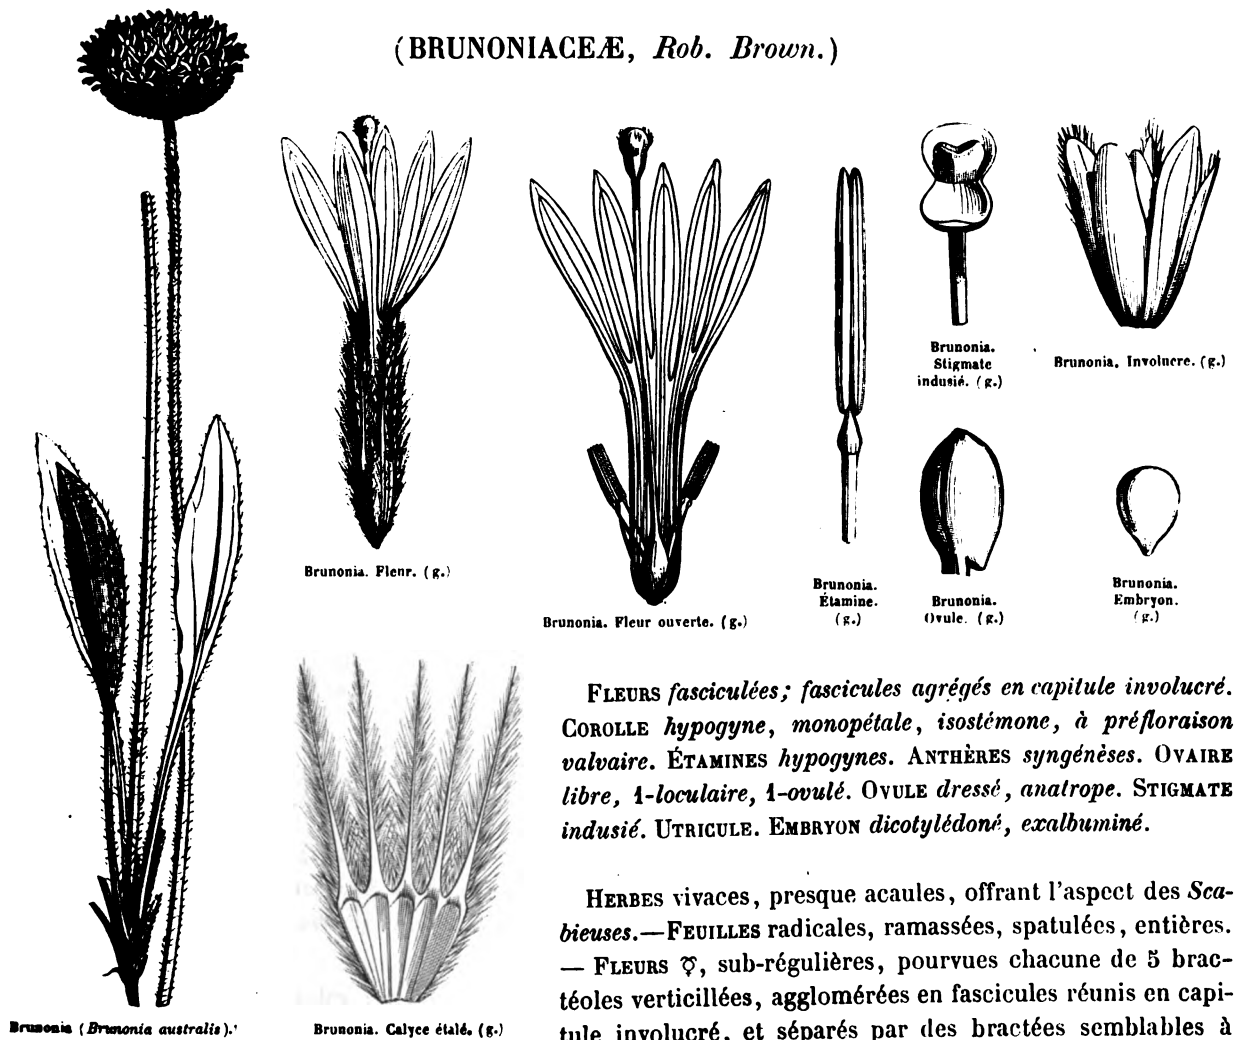 (BRUNONIACEÆ, Rob. Brown.)
Brunonia.
Stigmate
indusié. (g.)
Brunonia. Involucre. (g.)
Brunonia. Fleur. (g.)
Brunonia.
Étamine.
(g.)
Brunonia.
Ovule. (g.)
Brunonia.
Embryon.
(g.)
Brunonia. Fleur ouverte. (g.)
FLEURS fasciculées; fascicules agrégés en capitule involucré.
COROLLE hypogyne, monopétale, isostémone, à préfloraison
valvaire. ÉTAMINES hypogynes. ANTHÈRES syngénèses. OVAIRE
libre, 1-loculaire, 1-ovulé. OVULE dressé, anatrope. STIGMATE
indusié. UTRICULE. EMBRYON dicotylédoné, exalbuminé.
HERBES vivaces, presque acaules, offrant l'aspect des Sca-
bieuses.—FEUILLES radicales, ramassées, spatulées, entières.
— FLEURS ☿, sub-régulières, pourvues chacune de 5 brac-
téoles verticillées, agglomérées en fascicules réunis en capi-
tule involucré, et séparés par des bractées semblables à
Brunonia (Brunonia australis).
Brunonia. Calyce étalé. (g.)